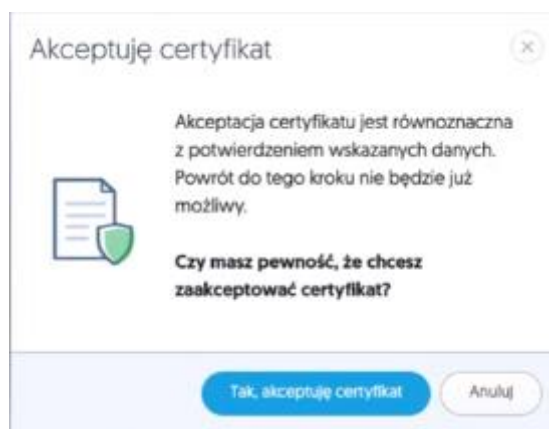 Akceptuję certyfikat
Akceptacja certyfikatu jest równoznaczna
z potwierdzeniem wskazanych danych.
Powrót do tego kroku nie będzie już
możliwy.
Czy masz pewność, że chcesz
zaakceptować certyfikat?
Tak, akceptuję certyfikat
Anuluj